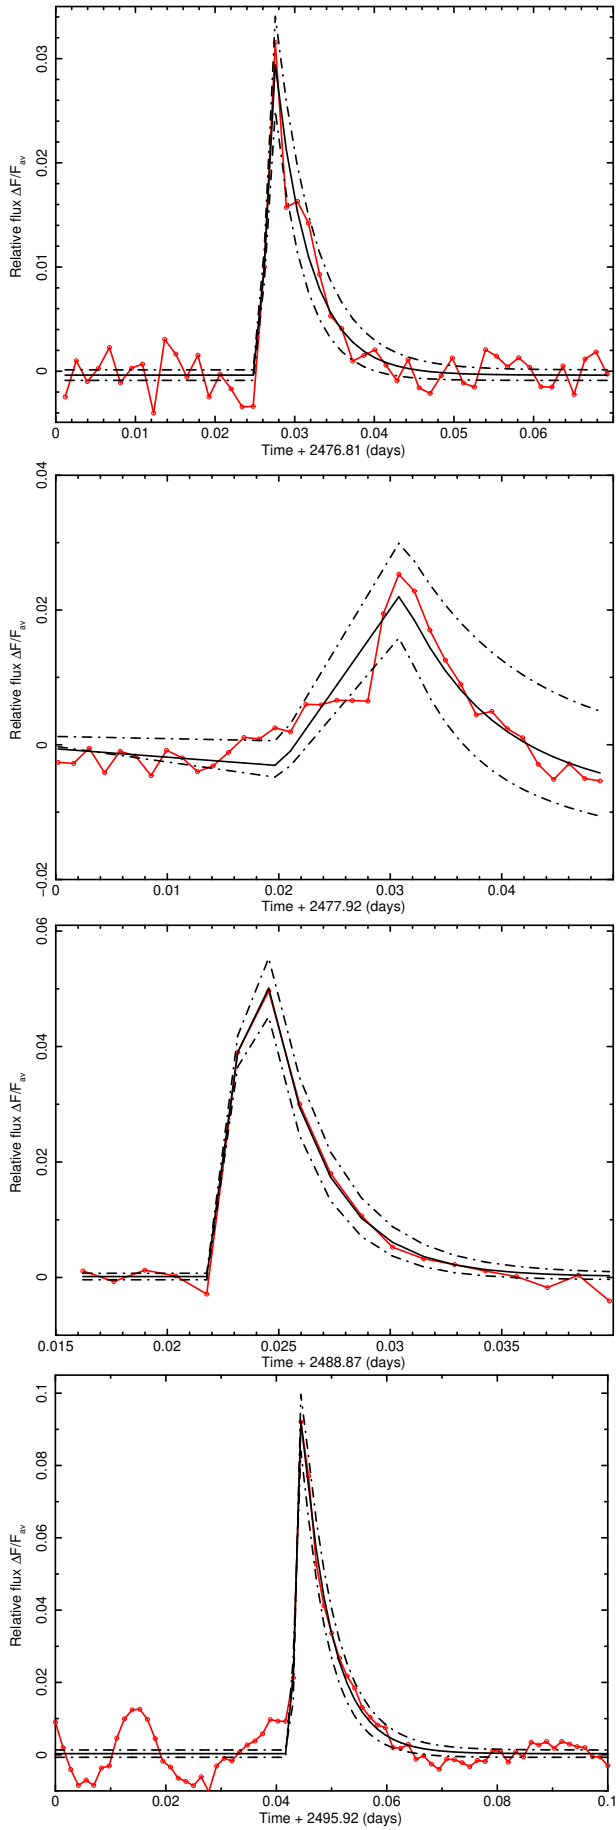 0.03
0.02
0.01
0
Relative flux ΔF/Fav
0 0.01 0.02 0.03 0.04 0.05 0.06
Time + 2476.81 (days)
0.04
0.02
0
−0.02
Relative flux ΔF/Fav
0 0.01 0.02 0.03 0.04
Time + 2477.92 (days)
0.06
0.04
0.02
0
Relative flux ΔF/Fav
0.015 0.02 0.025 0.03 0.035
Time + 2488.87 (days)
0.1
0.08
0.06
0.04
0.02
0
Relative flux ΔF/Fav
0 0.02 0.04 0.06 0.08 0.1
Time + 2495.92 (days)